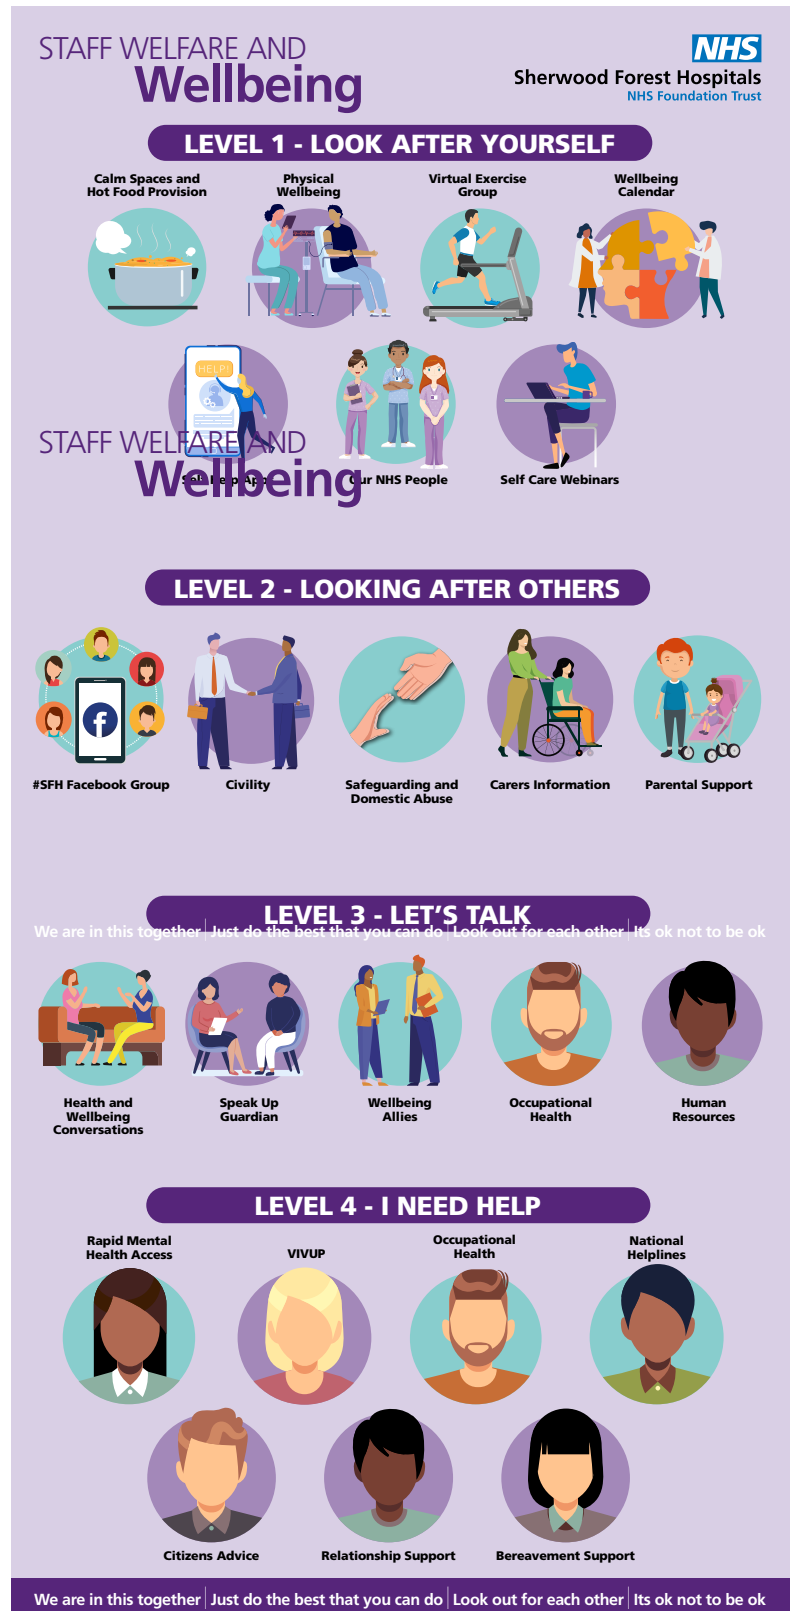 STAFF WELFARE AND
Wellbeing
NHS
Sherwood Forest Hospitals
NHS Foundation Trust
LEVEL 1 - LOOK AFTER YOURSELF
Calm Spaces and
Hot Food Provision
Physical
Wellbeing
Virtual Exercise
Group
Wellbeing
Calendar
HELP!
STAFF WELFARE AND
Wellbeing
Self Help App
Our NHS People
Self Care Webinars
LEVEL 2 - LOOKING AFTER OTHERS
f
#SFH Facebook Group
Civility
Safeguarding and
Domestic Abuse
Carers Information
Parental Support
LEVEL 3 - LET'S TALK
We are in this together Just do the best that you can do Look out for each other Its ok not to be ok
Health and
Wellbeing
Conversations
Speak Up
Guardian
Wellbeing
Allies
Occupational
Health
Human
Resources
LEVEL 4 - I NEED HELP
Rapid Mental
Health Access
VIVUP
Occupational
Health
National
Helplines
Citizens Advice
Relationship Support
Bereavement Support
We are in this together Just do the best that you can do Look out for each other Its ok not to be ok